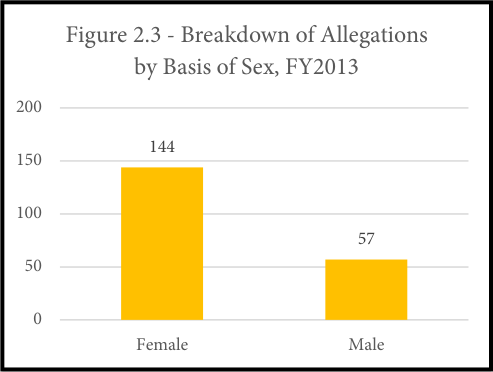 Figure 2.3 - Breakdown of Allegations
by Basis of Sex, FY2013
200
150
100
50
0
144
57
Female
Male